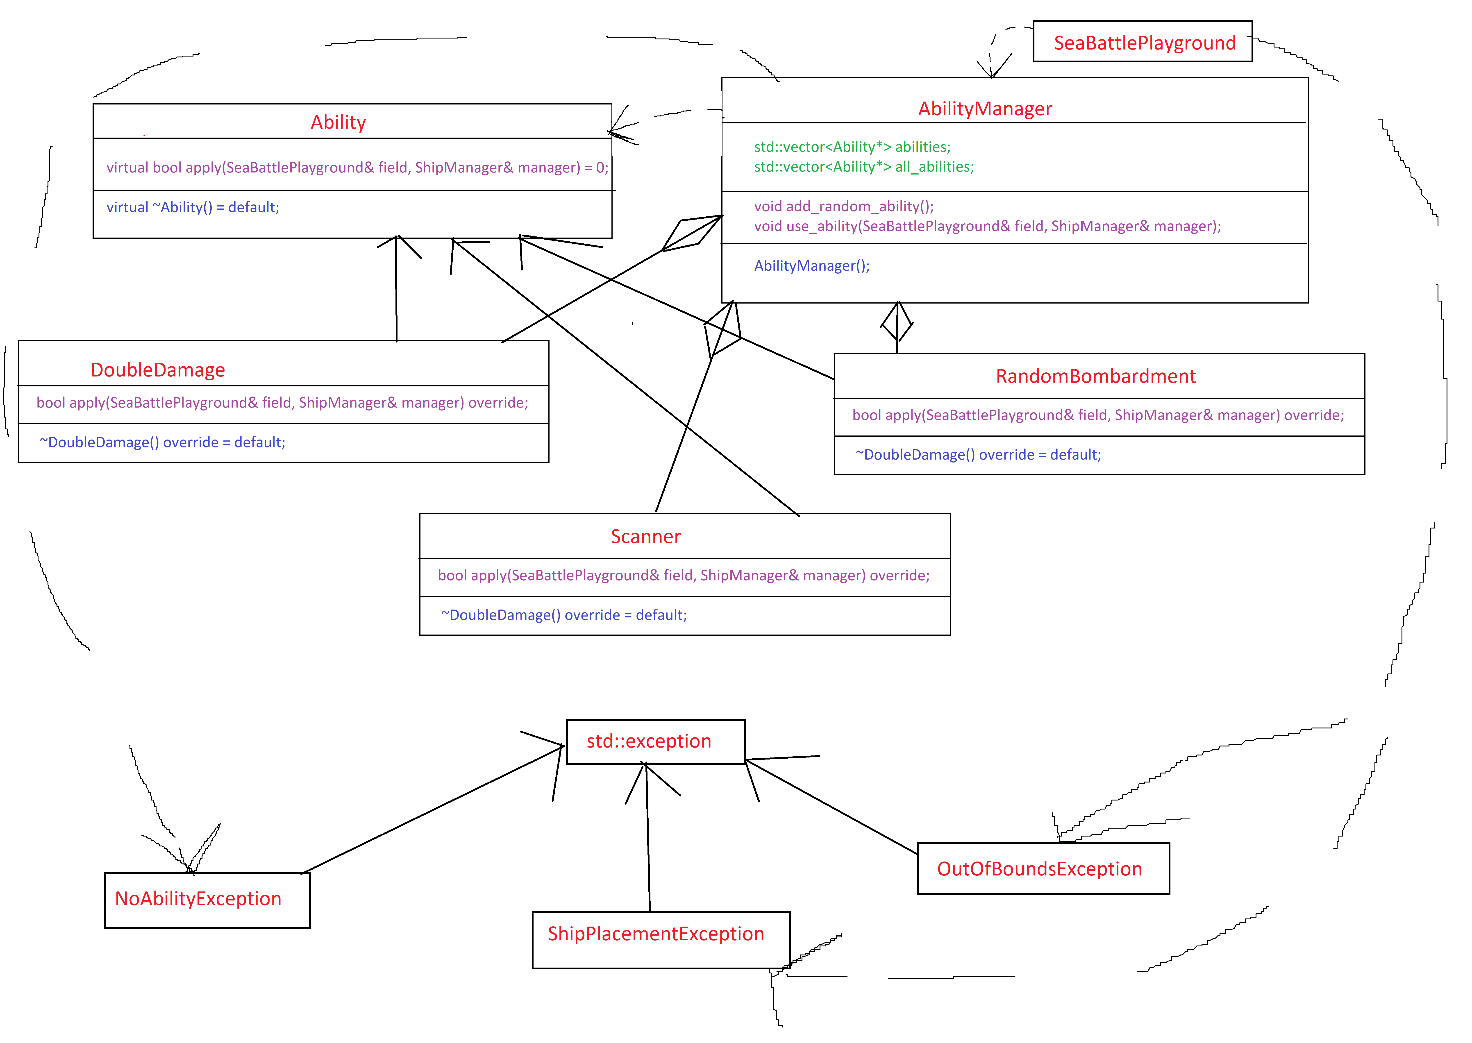 SeaBattlePlayground
Ability
virtual bool apply(SeaBattlePlayground& field, ShipManager& manager) = 0;
virtual ~Ability() = default;
AbilityManager
std::vector<Ability*> abilities;
std::vector<Ability*> all_abilities;
void add_random_ability();
void use_ability(SeaBattlePlayground& field, ShipManager& manager);
AbilityManager();
DoubleDamage
bool apply(SeaBattlePlayground& field, ShipManager& manager) override;
~DoubleDamage() override = default;
RandomBombardment
bool apply(SeaBattlePlayground& field, ShipManager& manager) override;
~DoubleDamage() override = default;
Scanner
bool apply(SeaBattlePlayground& field, ShipManager& manager) override;
~DoubleDamage() override = default;
std::exception
NoAbilityException
ShipPlacementException
OutOfBoundsException